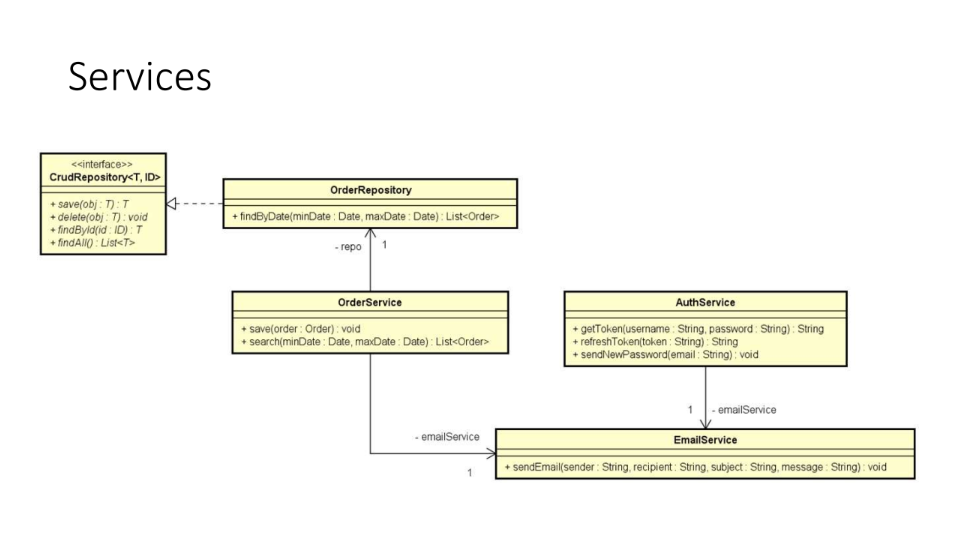 Services
<<interface>>
CrudRepository<T, ID>
+ save(obj : T) : T
+ delete(obj : T) : void
+ findById(id : ID) : T
+ findAll() : List<T>
OrderRepository
+ findByDate(minDate : Date, maxDate : Date) : List<Order>
- repo
1
OrderService
+ save(order : Order) : void
+ search(minDate : Date, maxDate : Date) : List<Order>
AuthService
+ getToken(username : String, password : String) : String
+ refreshToken(token : String) : String
+ sendNewPassword(email : String) : void
1
- emailService
- emailService
1
EmailService
+ sendEmail(sender : String, recipient : String, subject : String, message : String) : void